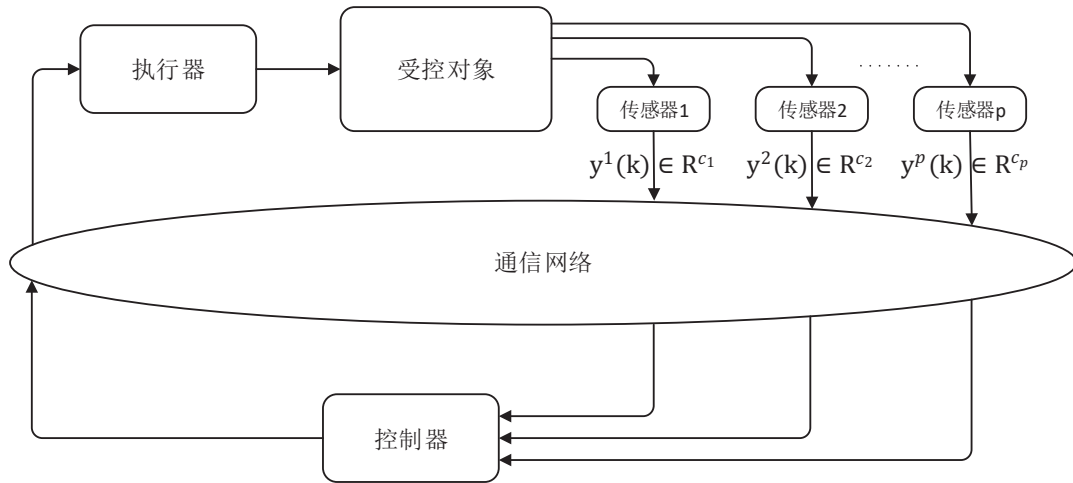 执行器
受控对象
.......
传感器1
传感器2
传感器p
y¹(k) ∈ R^{c₁}
y²(k) ∈ R^{c₂}
y^p(k) ∈ R^{c_p}
通信网络
控制器